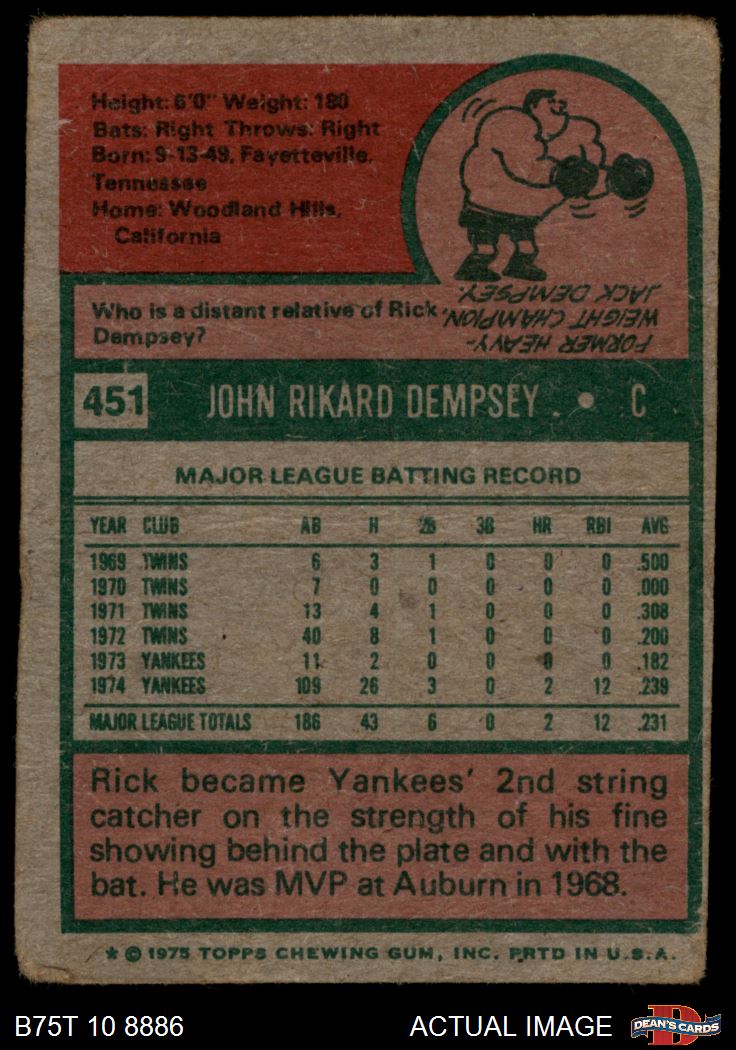 Height: 6'0" Weight: 180
Bats: Right Throws: Right
Born: 9-13-49, Fayetteville,
Tennessee
Home: Woodland Hills,
California
Who is a distant relative of Rick
Dempsey?
FORMER HEAVY-
WEIGHT CHAMPION,
JACK DEMPSEY.
451 JOHN RIKARD DEMPSEY • C
MAJOR LEAGUE BATTING RECORD
YEAR CLUB AB H 2B 3B HR RBI AVG
1969 TWINS 6 3 1 0 0 0 .500
1970 TWINS 7 0 0 0 0 0 .000
1971 TWINS 13 4 1 0 0 0 .308
1972 TWINS 40 8 1 0 0 0 .200
1973 YANKEES 11 2 0 0 0 0 .182
1974 YANKEES 109 26 3 0 2 12 .239
MAJOR LEAGUE TOTALS 186 43 6 0 2 12 .231
Rick became Yankees' 2nd string
catcher on the strength of his fine
showing behind the plate and with the
bat. He was MVP at Auburn in 1968.
* © 1975 TOPPS CHEWING GUM, INC. PRTD IN U.S.A.
B75T 10 8886 ACTUAL IMAGE DEAN'S CARDS